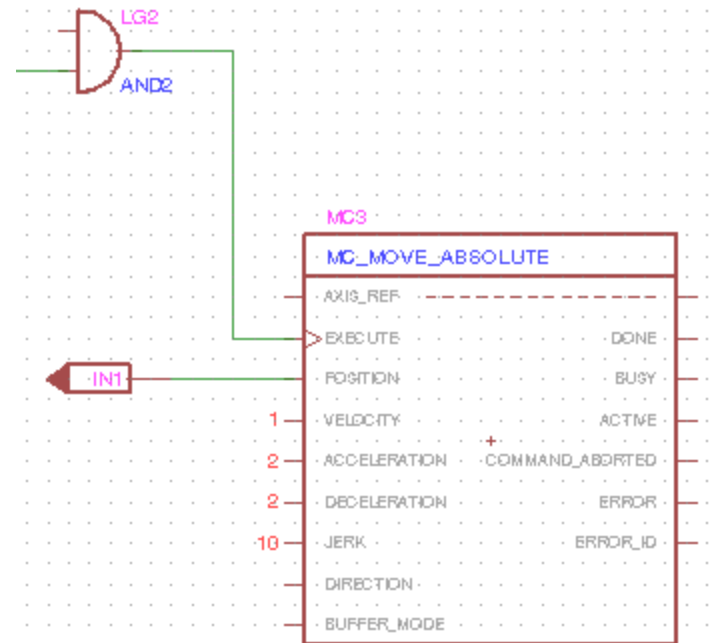 LG2
AND2
MC3
MC_MOVE_ABSOLUTE
AXIS_REF
EXECUTE DONE
IN1 POSITION BUSY
1 VELOCITY ACTIVE
2 ACCELERATION COMMAND_ABORTED
2 DECELERATION ERROR
10 JERK ERROR_ID
DIRECTION
BUFFER_MODE